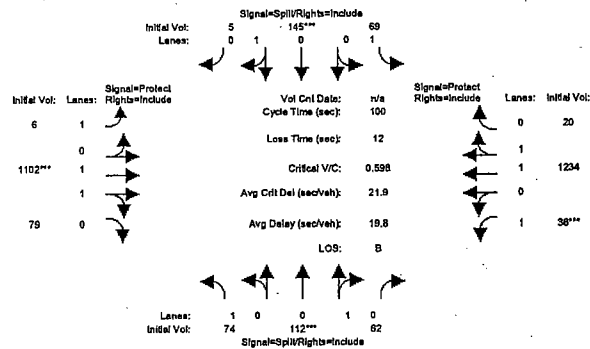 Signal=Split/Rights=Include
Initial Vol: 5 145*** 69
Lanes: 0 1 0 0 1
Signal=Protect
Rights=Include
Initial Vol: Lanes:
Vol Cnt Date: n/a
Cycle Time (sec): 100
Signal=Protect
Rights=Include
Lanes: Initial Vol:
6 1
0 20
0
Loss Time (sec): 12
1
1102*** 1
Critical V/C: 0.598
1 1234
1
Avg Crit Del (sec/veh): 21.9
0
79 0
Avg Delay (sec/veh): 19.8
1 36***
LOS: B
Lanes: 1 0 0 1 0
Initial Vol: 74 112*** 62
Signal=Split/Rights=Include